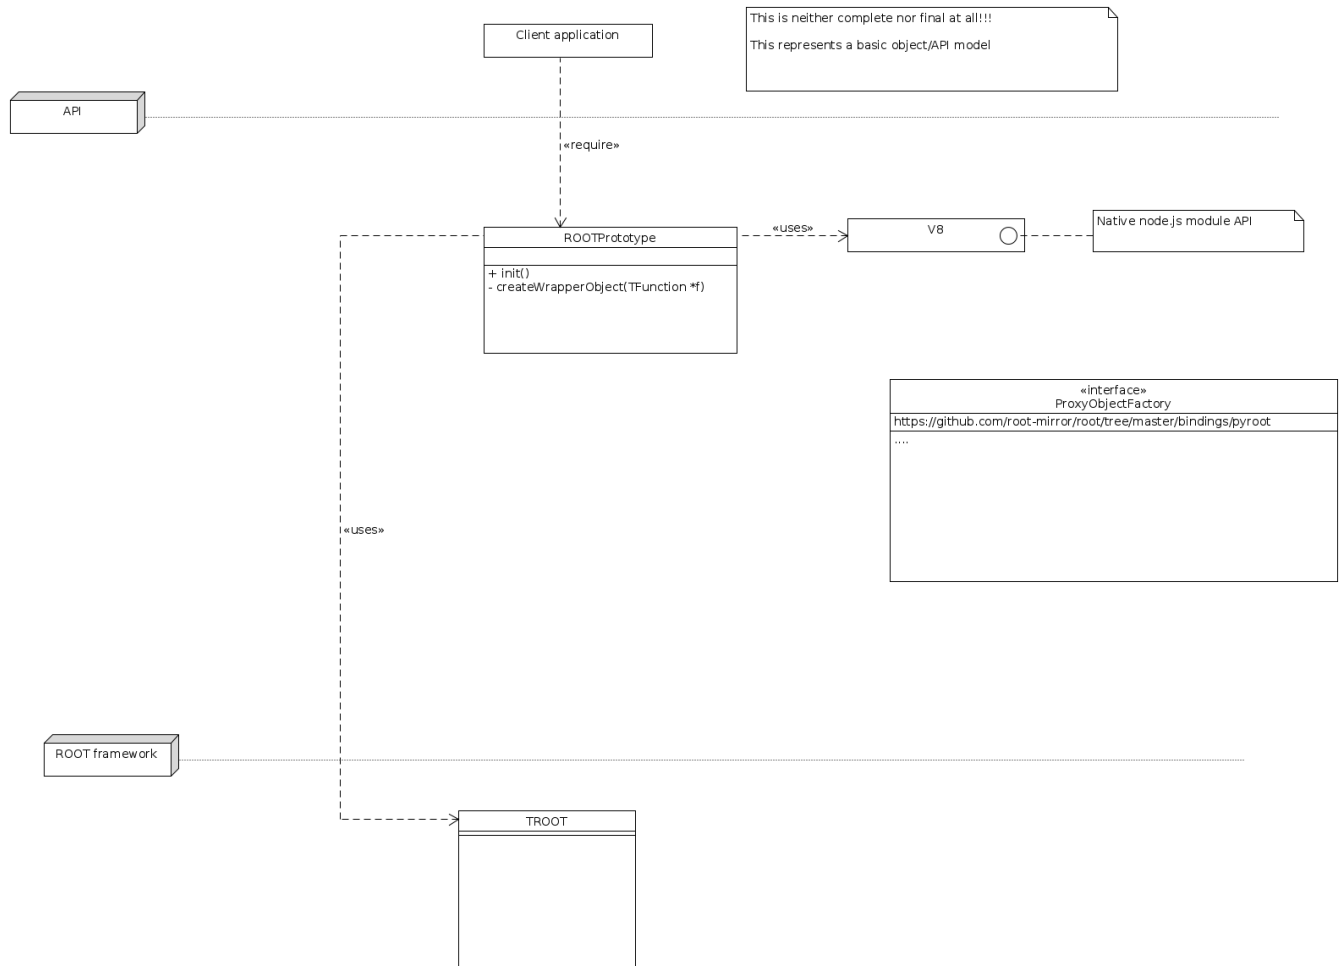 This is neither complete nor final at all!!!
This represents a basic object/API model
Client application
API
«require»
ROOTPrototype
+ init()
- createWrapperObject(TFunction *f)
«uses»
V8
Native node.js module API
«interface»
ProxyObjectFactory
https://github.com/root-mirror/root/tree/master/bindings/pyroot
....
«uses»
ROOT framework
TROOT